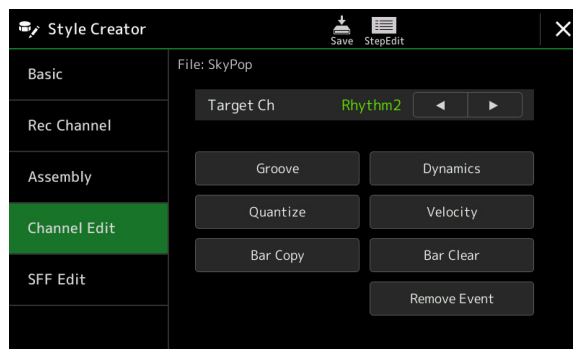 Style Creator
Save StepEdit
Basic
Rec Channel
Assembly
Channel Edit
SFF Edit
File: SkyPop
Target Ch Rhythm2
Groove Dynamics
Quantize Velocity
Bar Copy Bar Clear
Remove Event